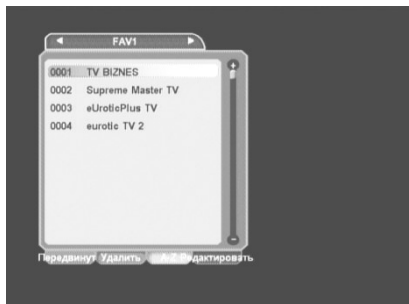 FAV1
0001 TV BIZNES
0002 Supreme Master TV
0003 eUroticPlus TV
0004 eurotic TV 2
Передвинут Удалить A-Z Редактировать